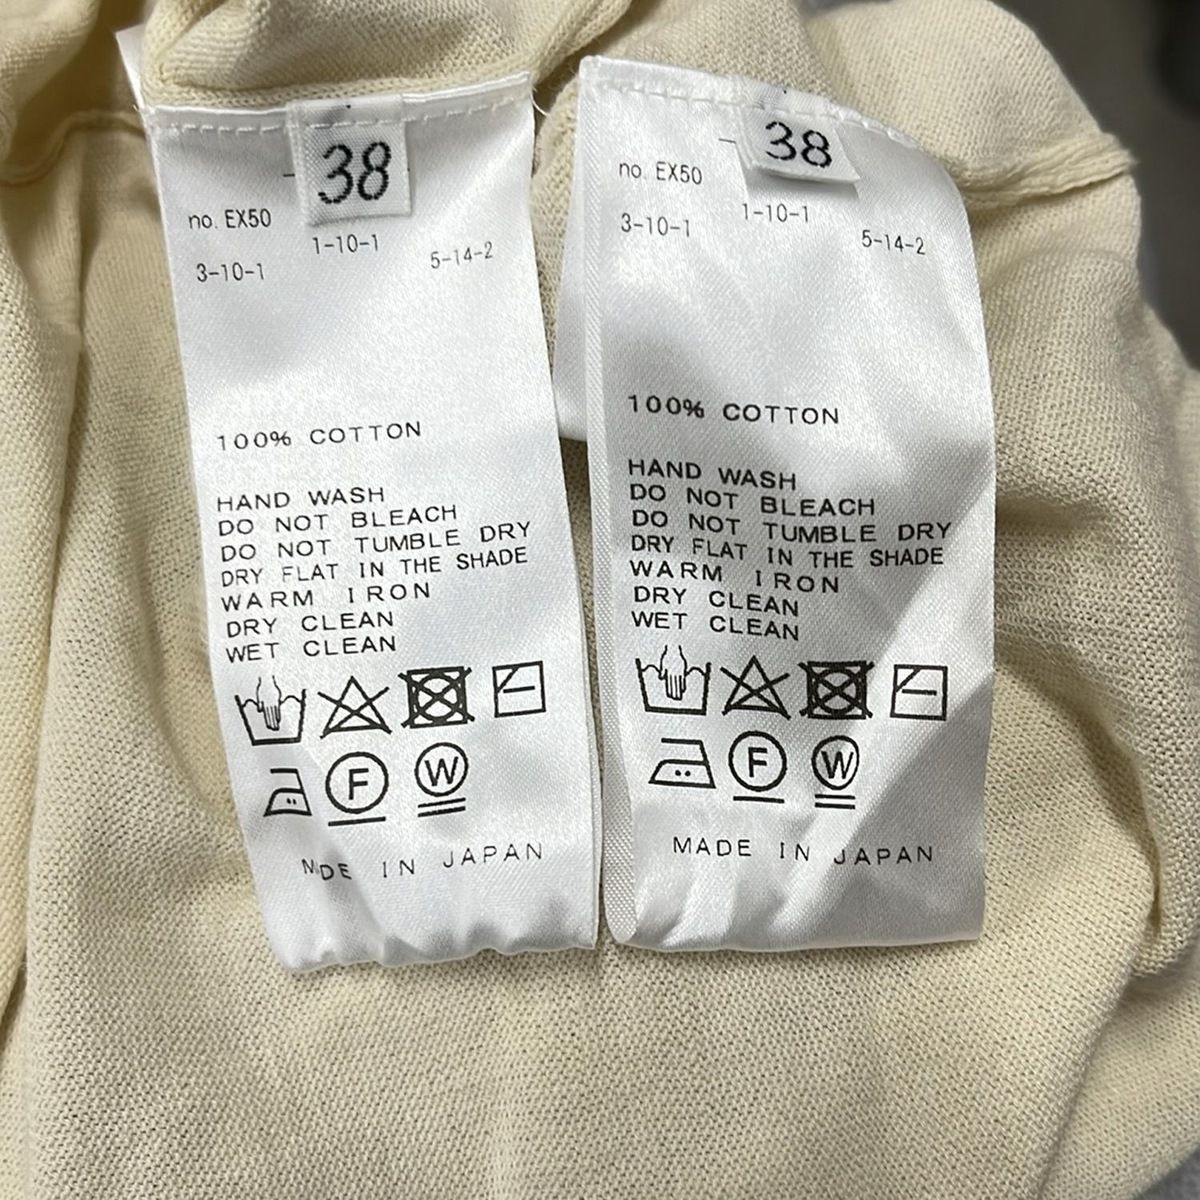 38
no. EX50
1-10-1
3-10-1
5-14-2
100% COTTON
HAND WASH
DO NOT BLEACH
DO NOT TUMBLE DRY
DRY FLAT IN THE SHADE
WARM IRON
DRY CLEAN
WET CLEAN
F
W
MADE IN JAPAN
38
no. EX50
1-10-1
3-10-1
5-14-2
100% COTTON
HAND WASH
DO NOT BLEACH
DO NOT TUMBLE DRY
DRY FLAT IN THE SHADE
WARM IRON
DRY CLEAN
WET CLEAN
F
W
MADE IN JAPAN